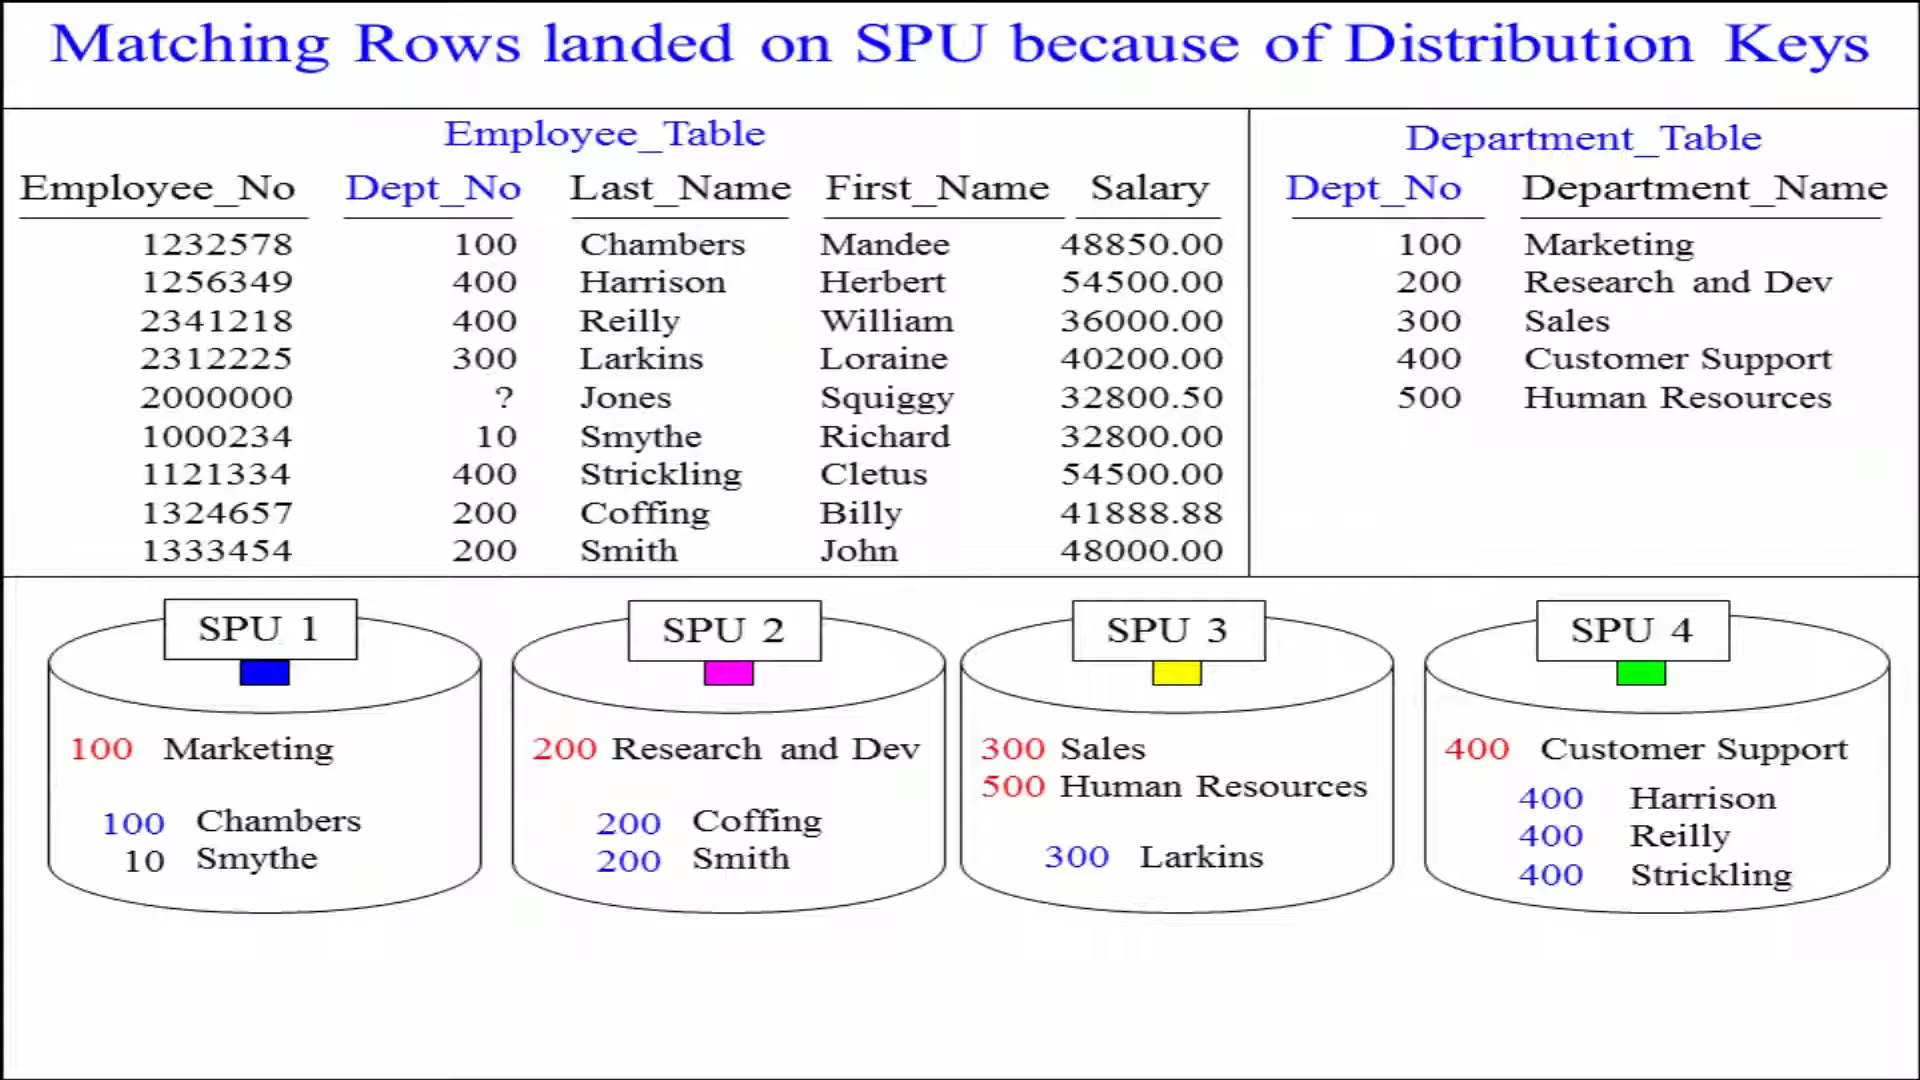 Matching Rows landed on SPU because of Distribution Keys
Employee_Table
Employee_No Dept_No Last_Name First_Name Salary
1232578 100 Chambers Mandee 48850.00
1256349 400 Harrison Herbert 54500.00
2341218 400 Reilly William 36000.00
2312225 300 Larkins Loraine 40200.00
2000000 ? Jones Squiggy 32800.50
1000234 10 Smythe Richard 32800.00
1121334 400 Strickling Cletus 54500.00
1324657 200 Coffing Billy 41888.88
1333454 200 Smith John 48000.00
Department_Table
Dept_No Department_Name
100 Marketing
200 Research and Dev
300 Sales
400 Customer Support
500 Human Resources
SPU 1
100 Marketing
100 Chambers
10 Smythe
SPU 2
200 Research and Dev
200 Coffing
200 Smith
SPU 3
300 Sales
500 Human Resources
300 Larkins
SPU 4
400 Customer Support
400 Harrison
400 Reilly
400 Strickling